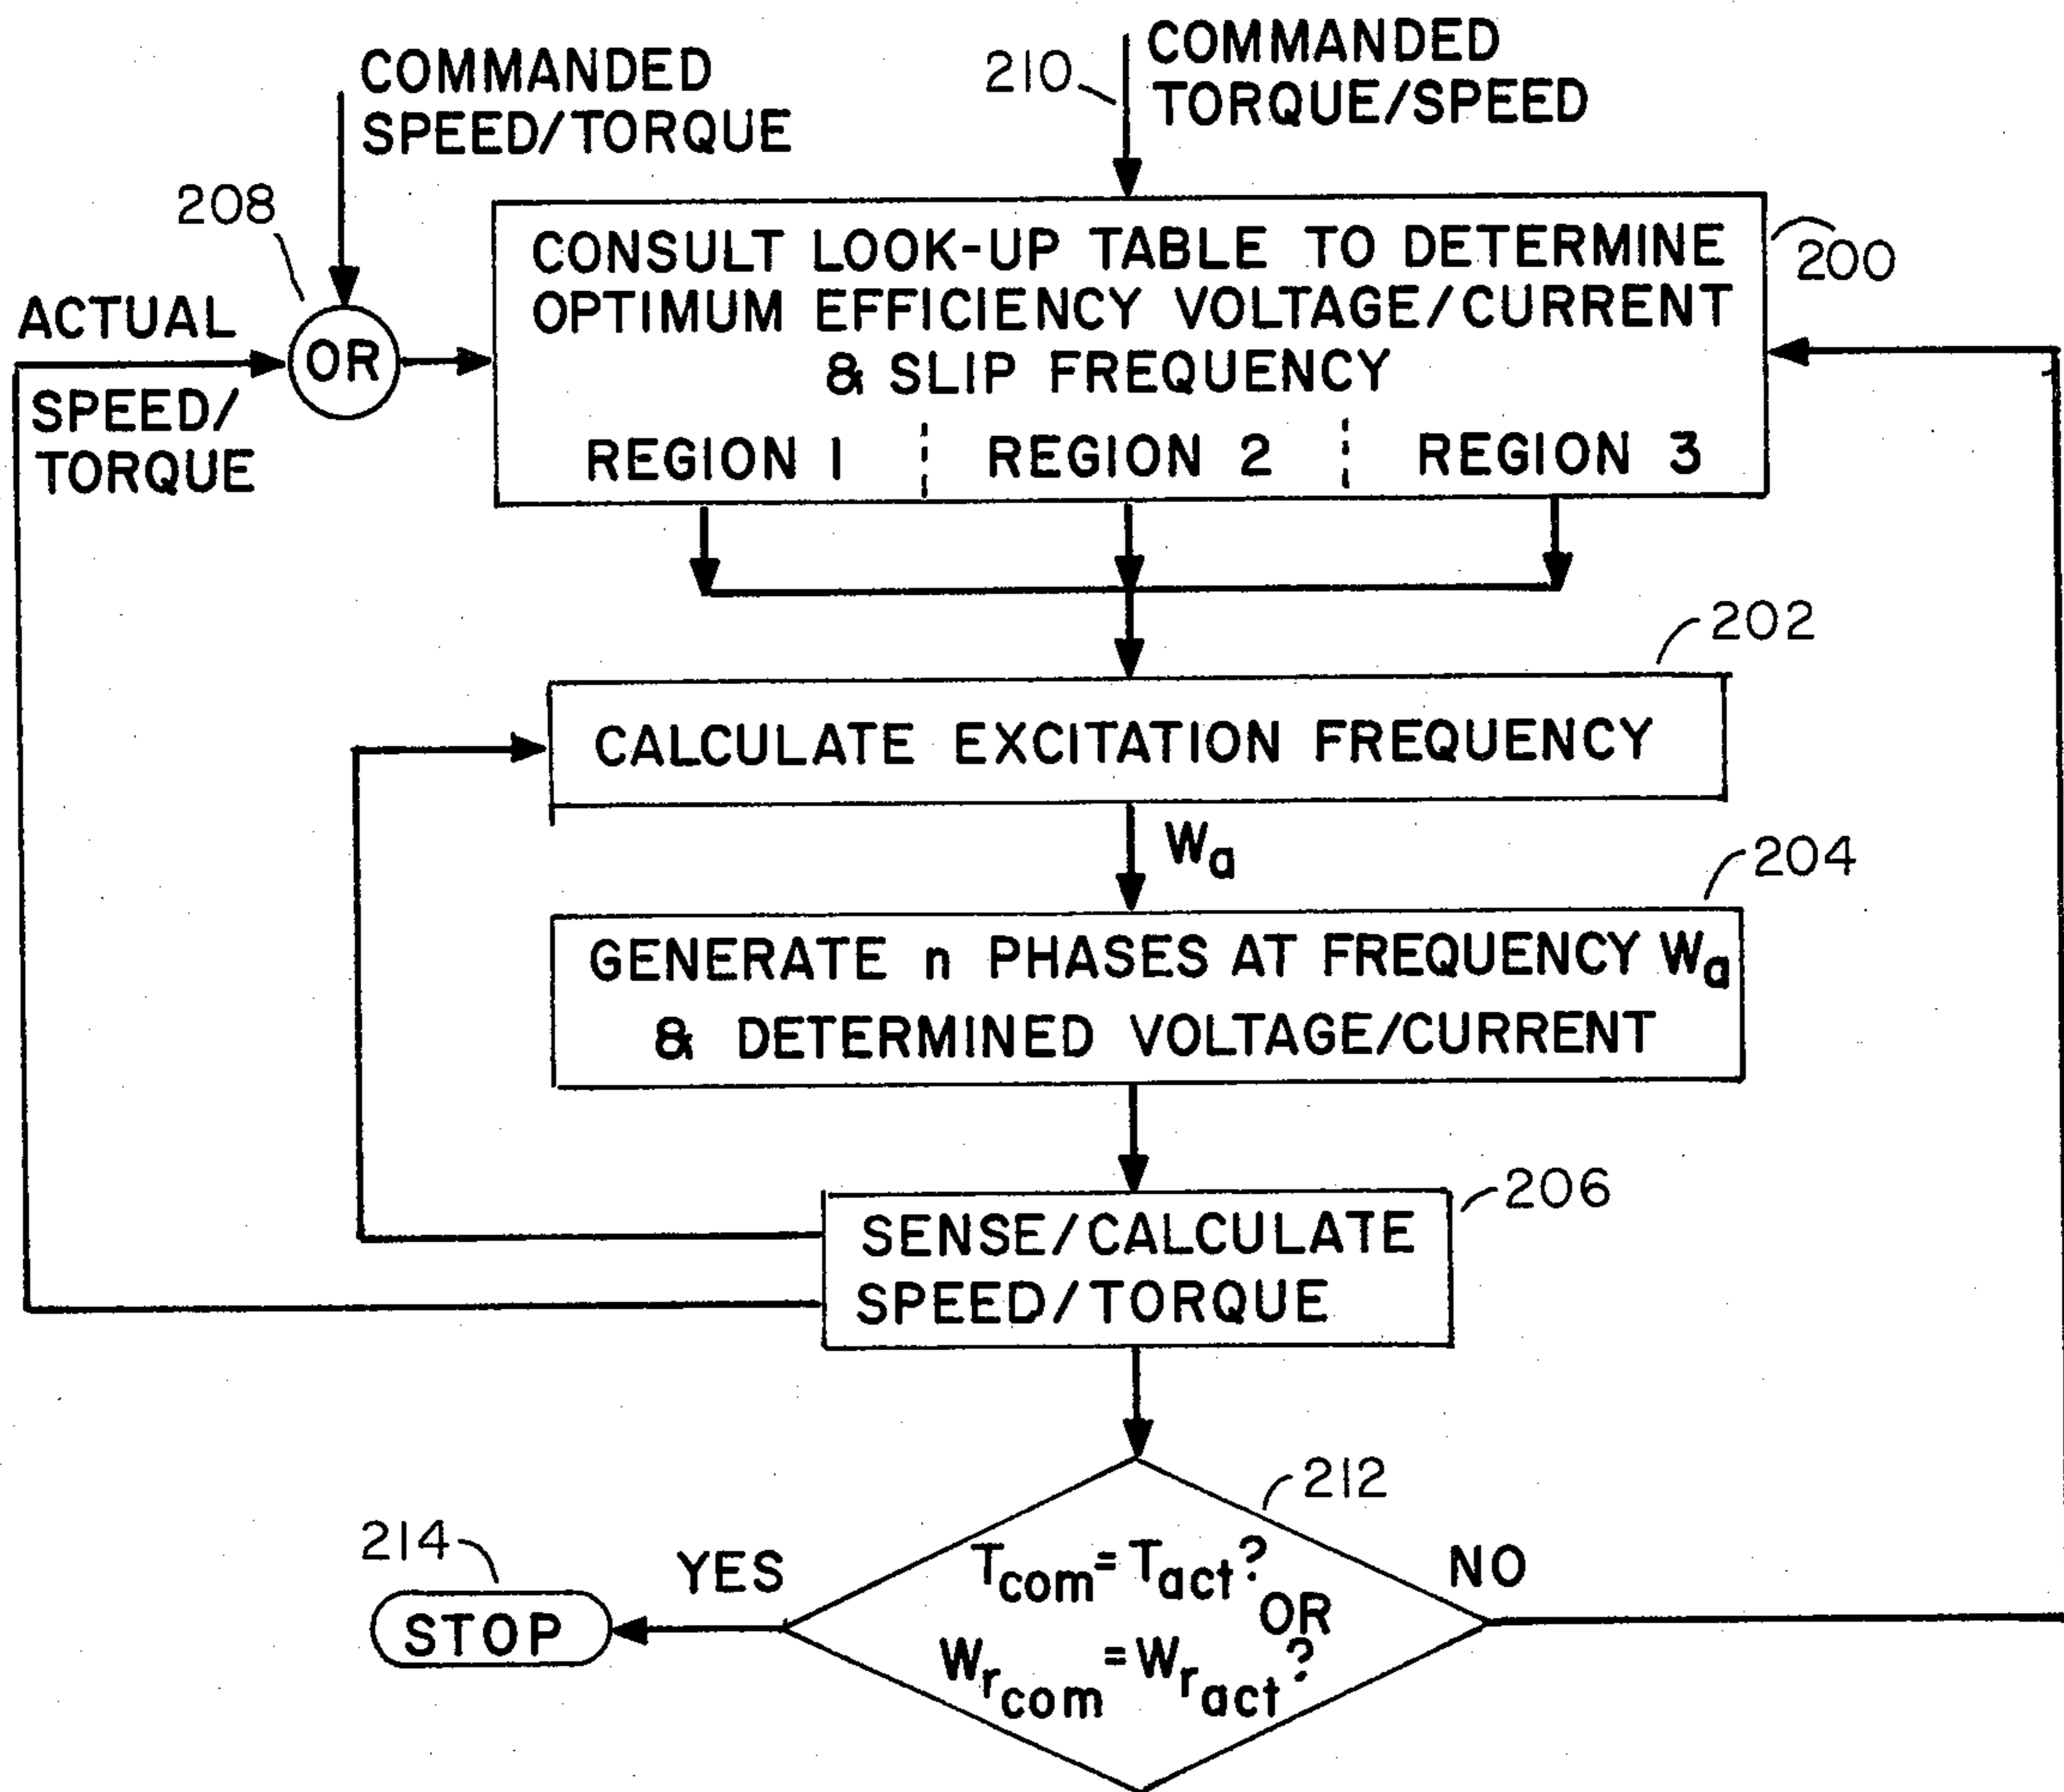 COMMANDED
SPEED/TORQUE
210
COMMANDED
TORQUE/SPEED
208
ACTUAL
SPEED/
TORQUE
OR
CONSULT LOOK-UP TABLE TO DETERMINE
OPTIMUM EFFICIENCY VOLTAGE/CURRENT
& SLIP FREQUENCY
REGION 1 REGION 2 REGION 3
200
202
CALCULATE EXCITATION FREQUENCY
Wa
204
GENERATE n PHASES AT FREQUENCY Wa
& DETERMINED VOLTAGE/CURRENT
206
SENSE/CALCULATE
SPEED/TORQUE
212
214
STOP
YES
Tcom=Tact?
OR
Wrcom=Wract?
NO